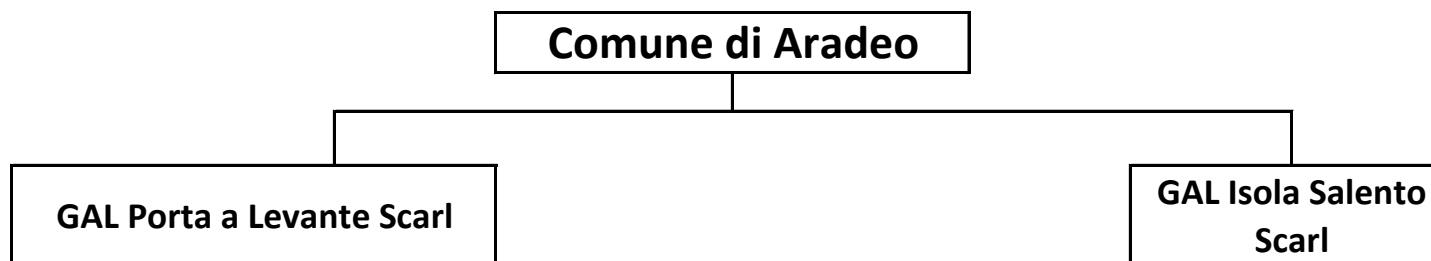 Comune di Aradeo
GAL Porta a Levante Scarl
GAL Isola Salento
Scarl